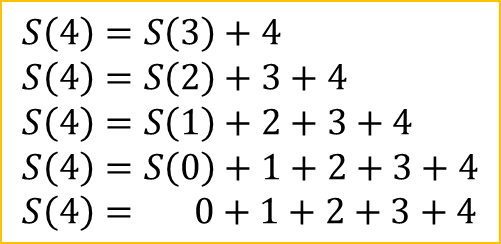 S(4) = S(3) + 4
S(4) = S(2) + 3 + 4
S(4) = S(1) + 2 + 3 + 4
S(4) = S(0) + 1 + 2 + 3 + 4
S(4) = 0 + 1 + 2 + 3 + 4